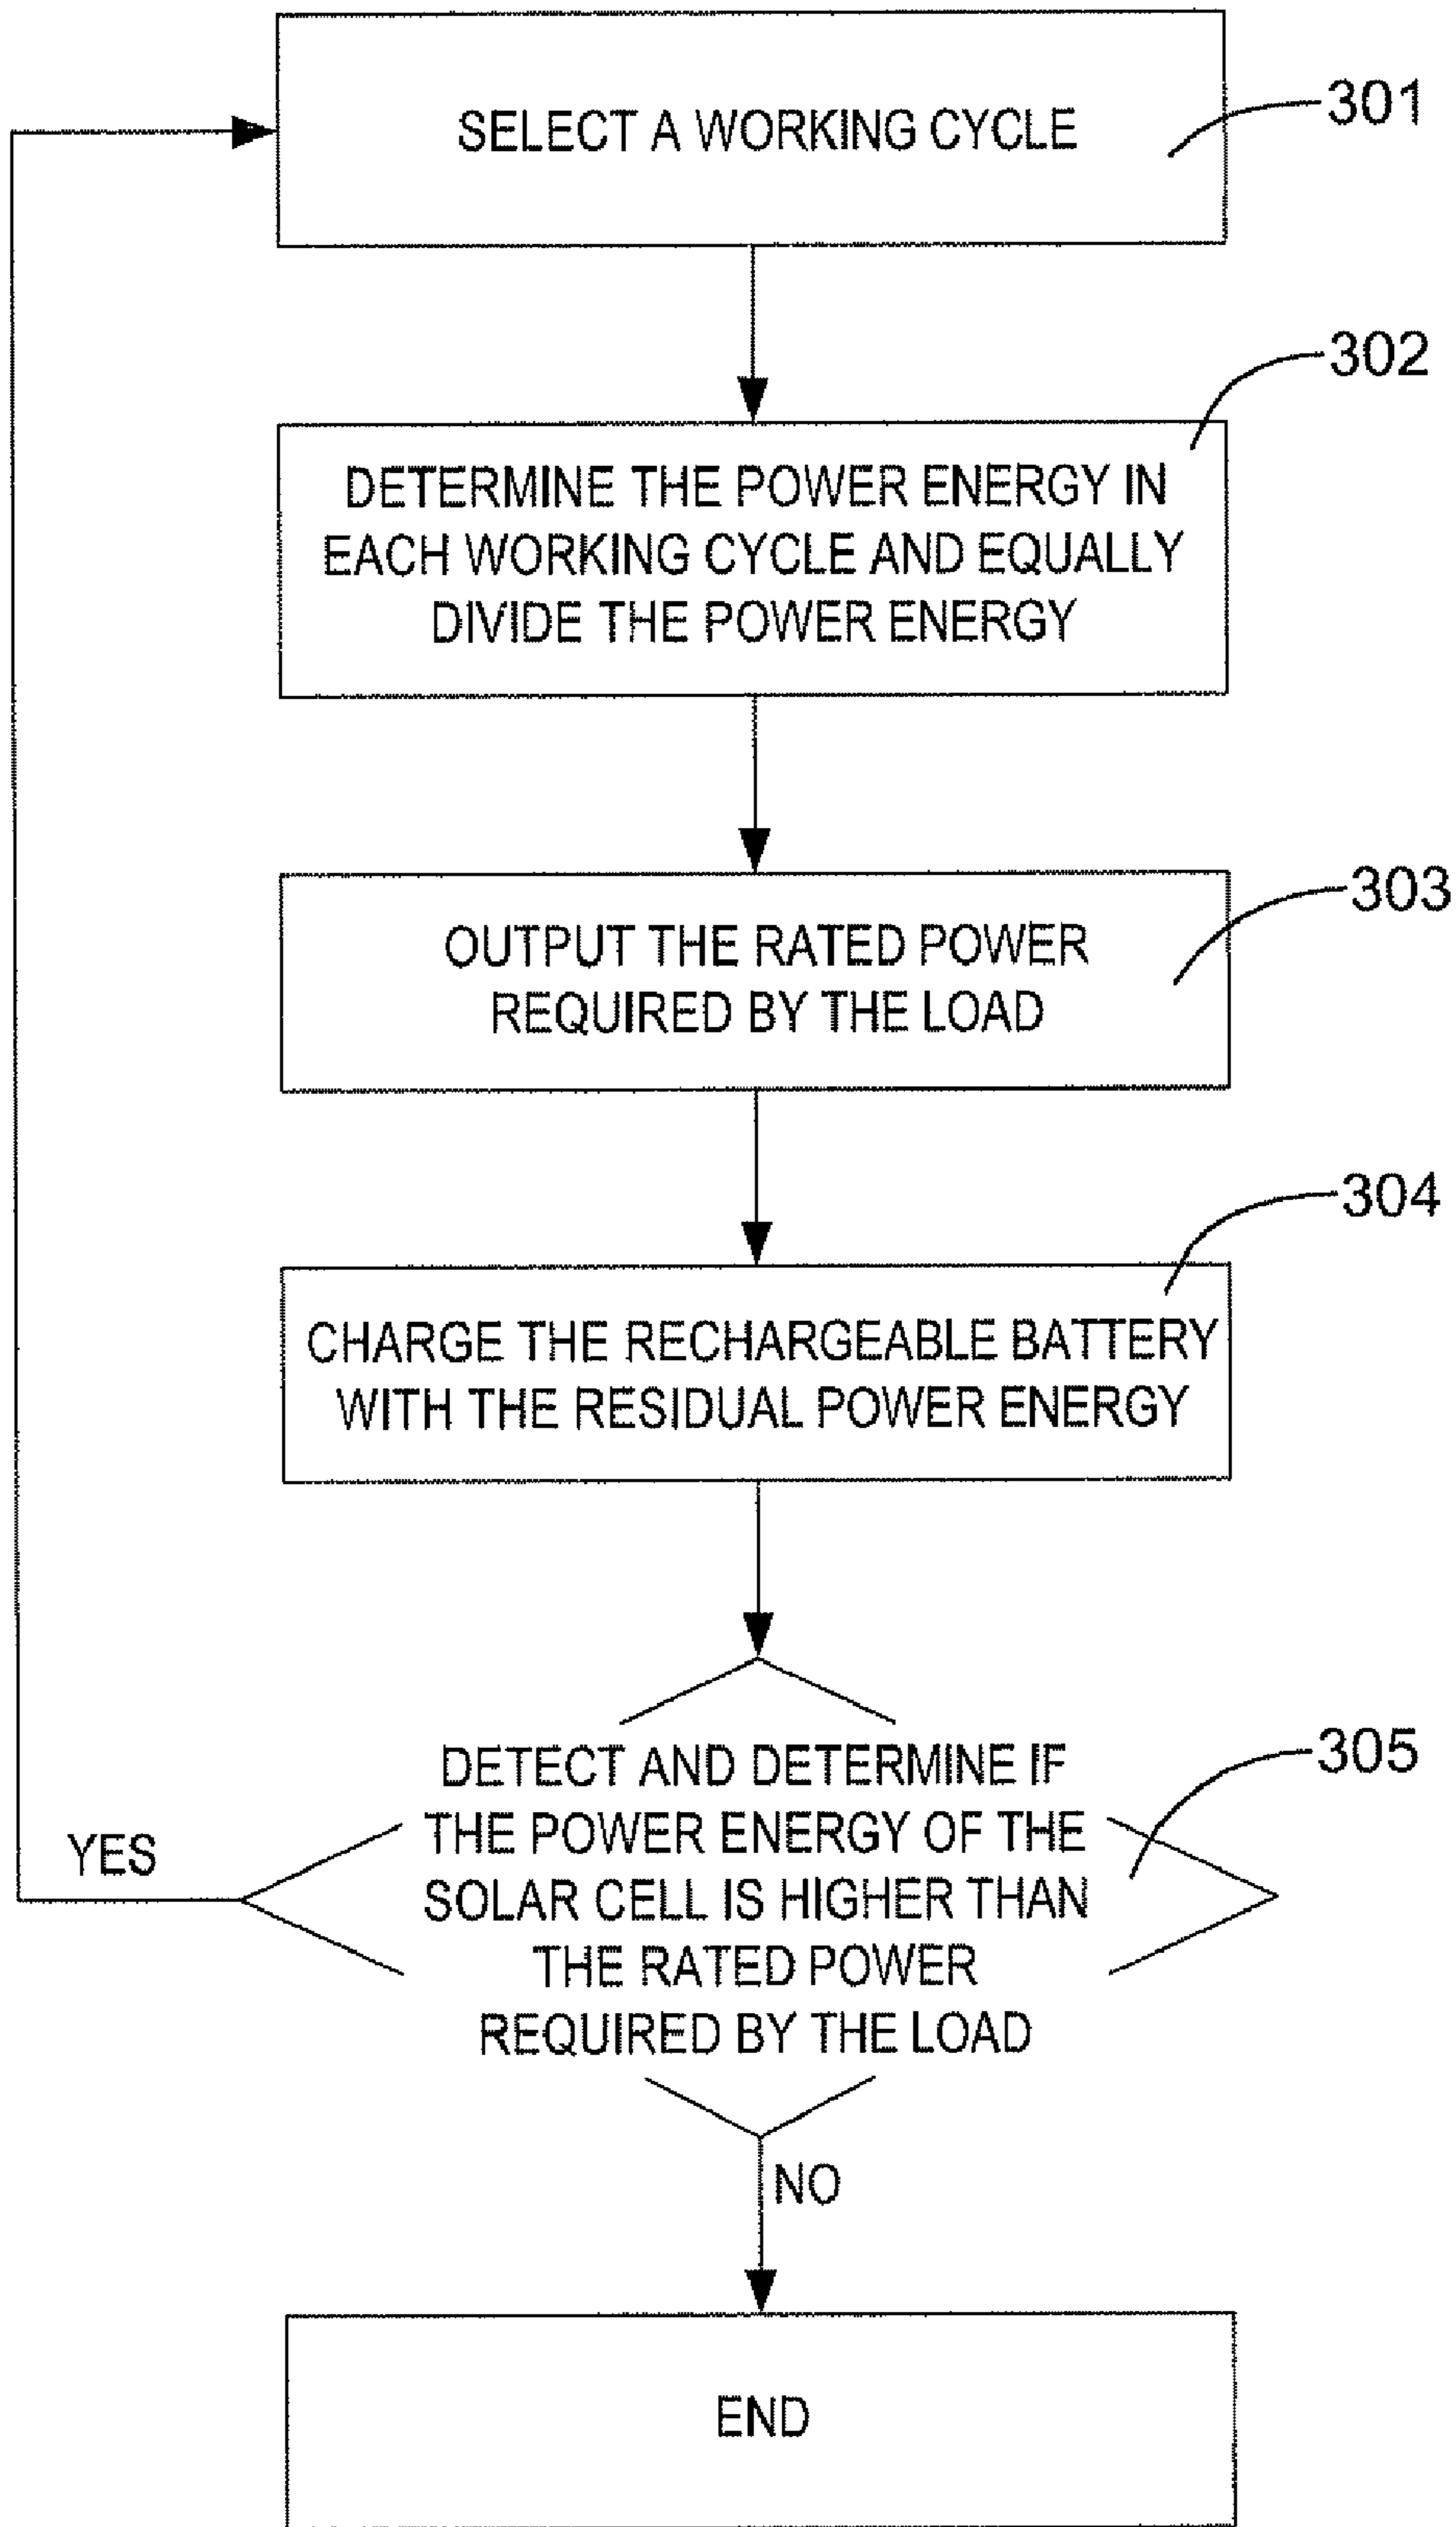 SELECT A WORKING CYCLE
301
302
DETERMINE THE POWER ENERGY IN
EACH WORKING CYCLE AND EQUALLY
DIVIDE THE POWER ENERGY
303
OUTPUT THE RATED POWER
REQUIRED BY THE LOAD
304
CHARGE THE RECHARGEABLE BATTERY
WITH THE RESIDUAL POWER ENERGY
305
DETECT AND DETERMINE IF
THE POWER ENERGY OF THE
SOLAR CELL IS HIGHER THAN
THE RATED POWER
REQUIRED BY THE LOAD
YES
NO
END